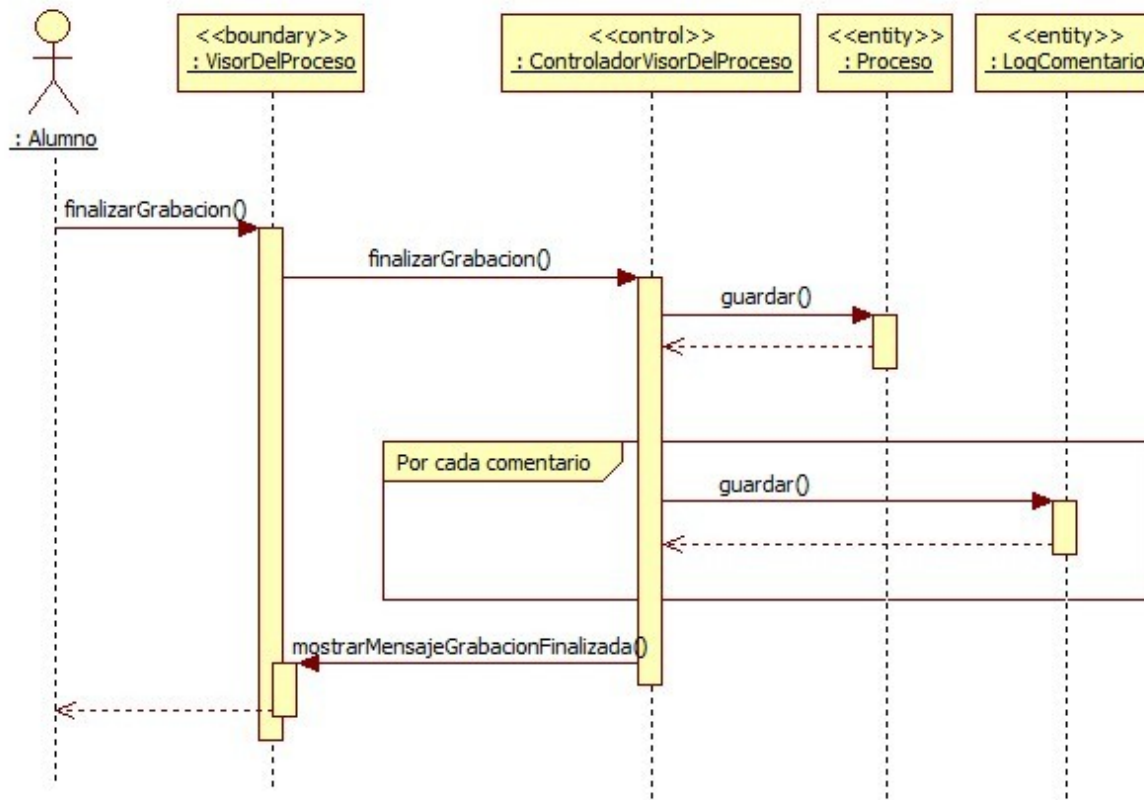 <<boundary>>
: VisorDelProceso
<<control>>
: ControladorVisorDelProceso
<<entity>>
: Proceso
<<entity>>
: LogComentario
: Alumno
finalizarGrabacion()
finalizarGrabacion()
guardar()
Por cada comentario
guardar()
mostrarMensajeGrabacionFinalizada()